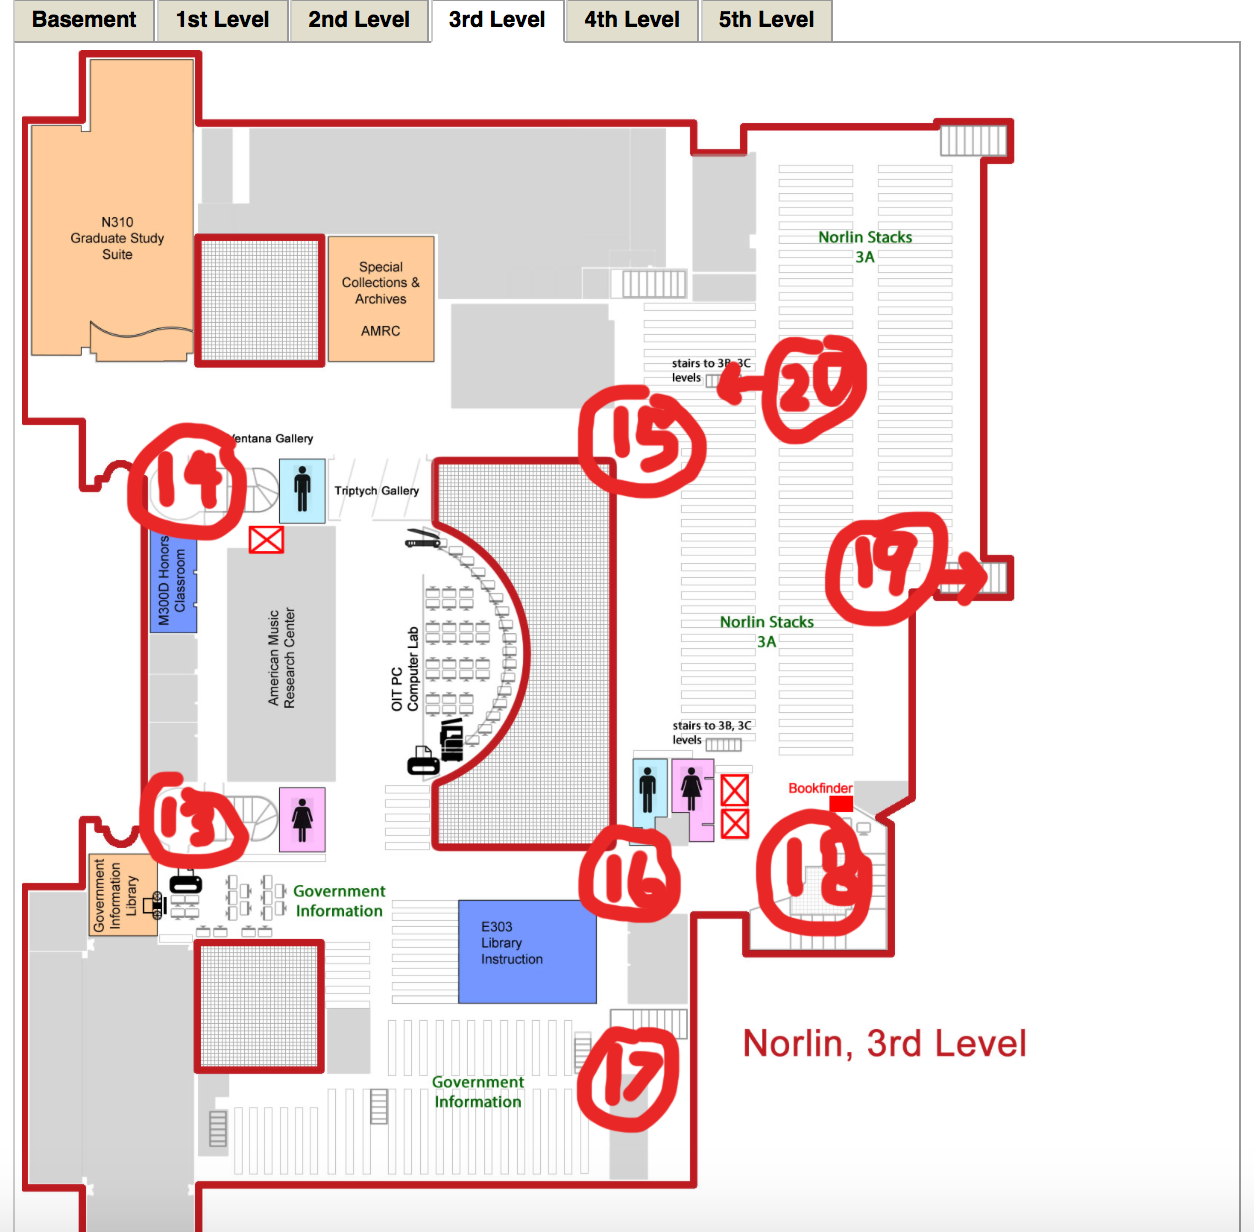 Basement
1st Level
2nd Level
3rd Level
4th Level
5th Level
N310
Graduate Study
Suite
Special
Collections &
Archives
AMRC
Norlin Stacks
3A
stairs to 3B, 3C
levels
20
15
Ventana Gallery
14
Triptych Gallery
M300D Honors
Classroom
19
American Music
Research Center
OIT PC
Computer Lab
Norlin Stacks
3A
stairs to 3B, 3C
levels
Bookfinder
13
16
18
Government
Information
Library
Government
Information
E303
Library
Instruction
17
Norlin, 3rd Level
Government
Information